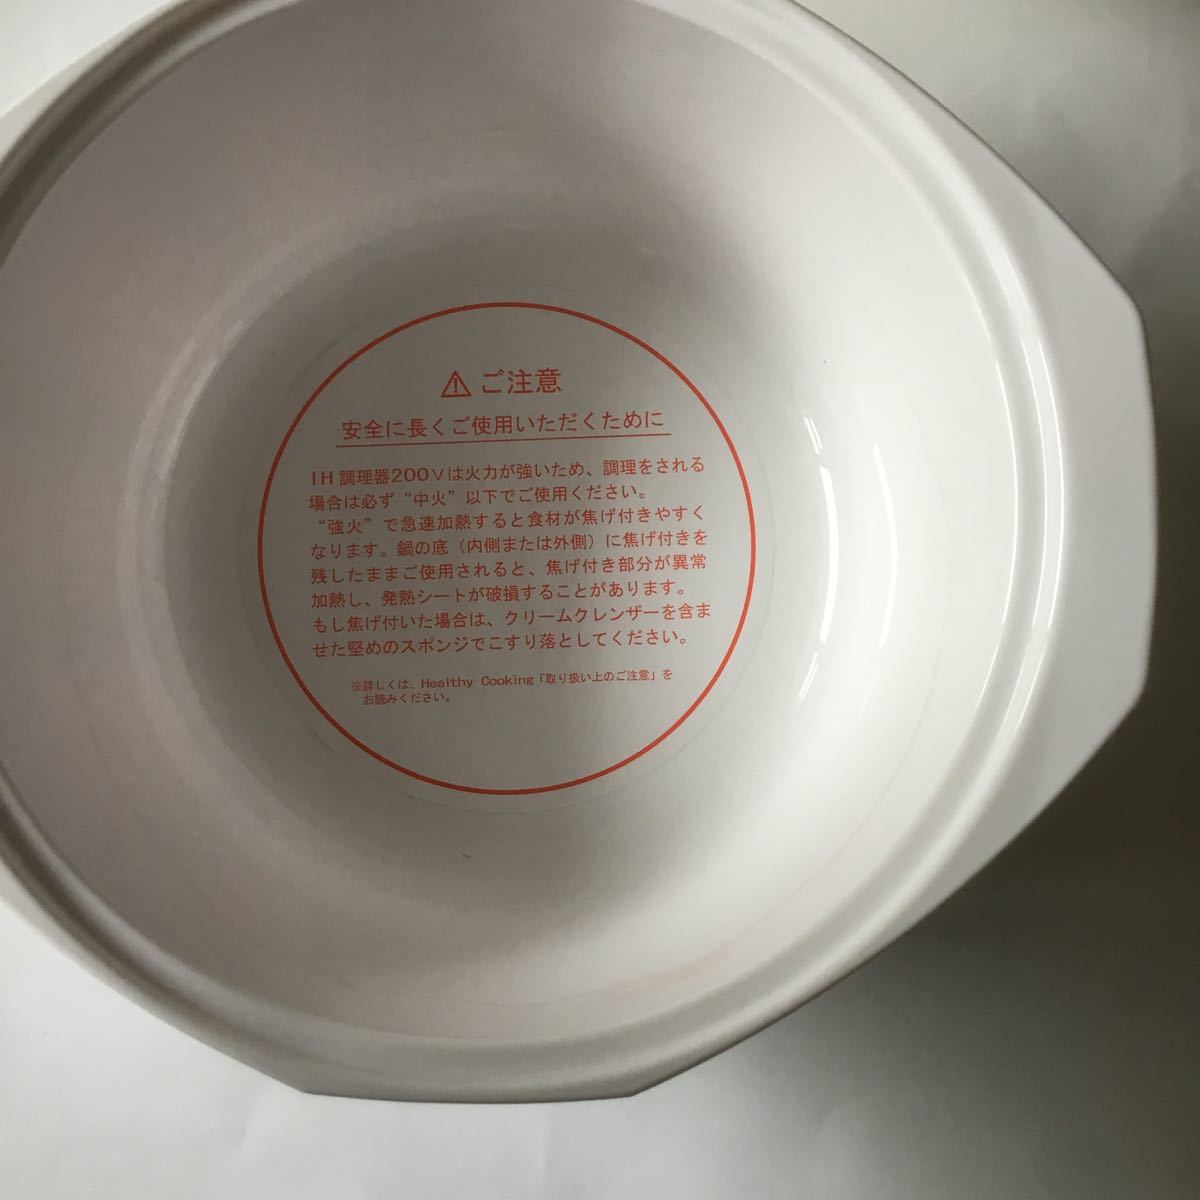 ⚠ご注意
安全に長くご使用いただくために
IH調理器200Vは火力が強いため、調理をされる
場合は必ず“中火”以下でご使用ください。
“強火”で急速加熱すると食材が焦げ付きやすく
なります。鍋の底（内側または外側）に焦げ付きを
残したままご使用されると、焦げ付き部分が異常
加熱し、発熱シートが破損することがあります。
もし焦げ付いた場合は、クリームクレンザーを含ま
せた堅めのスポンジでこすり落としてください。
※詳しくは、Healthy Cooking「取り扱い上のご注意」を
お読みください。